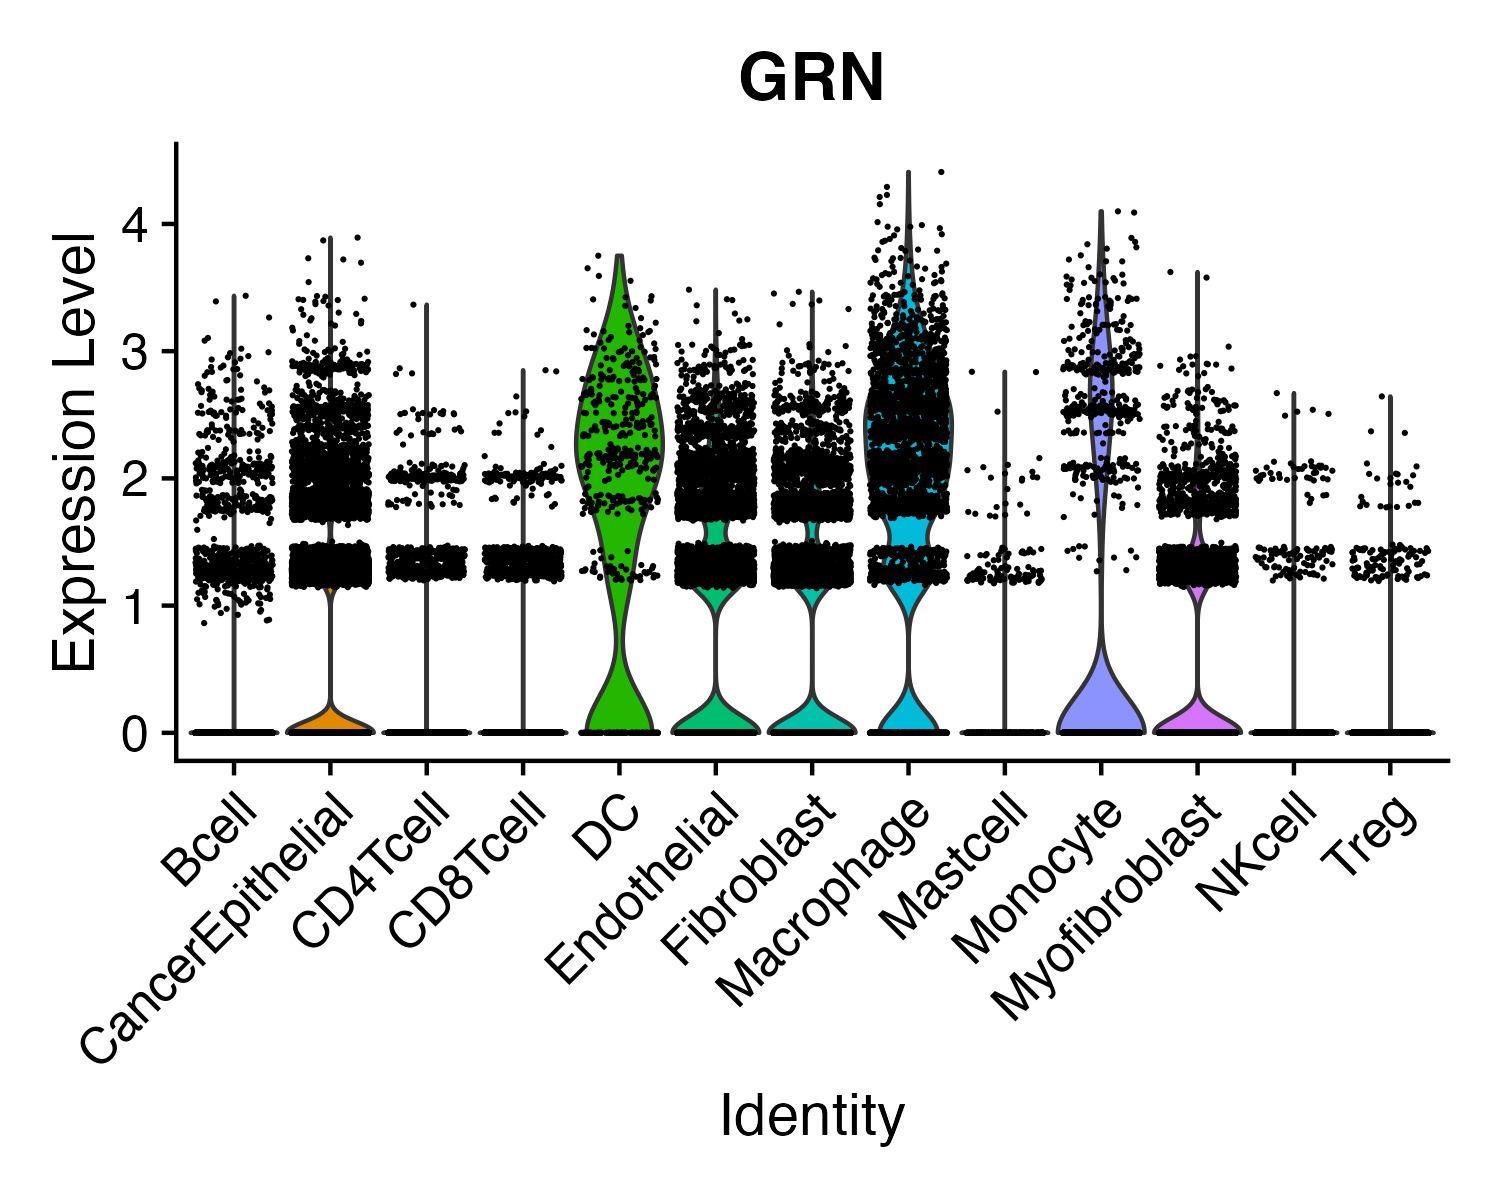 GRN
Expression Level
4
3
2
1
0
Bcell
CancerEpithelial
CD4Tcell
CD8Tcell
DC
Endothelial
Fibroblast
Macrophage
Mastcell
Monocyte
Myofibroblast
NKcell
Treg
Identity